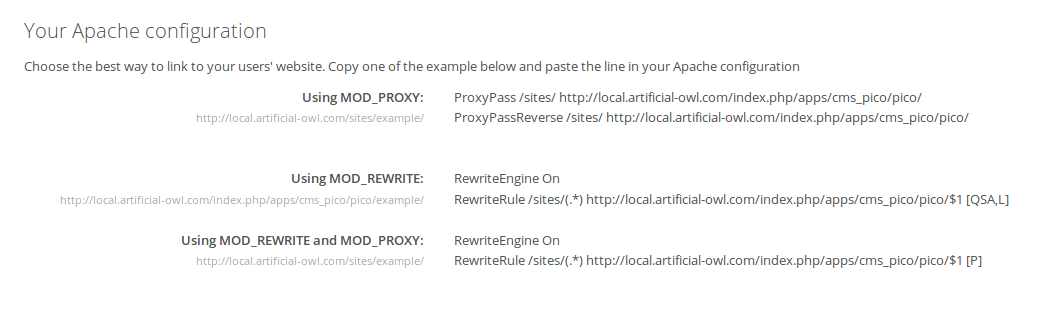 Your Apache configuration
Choose the best way to link to your users' website. Copy one of the example below and paste the line in your Apache configuration
Using MOD_PROXY: ProxyPass /sites/ http://local.artificial-owl.com/index.php/apps/cms_pico/pico/
http://local.artificial-owl.com/sites/example/ ProxyPassReverse /sites/ http://local.artificial-owl.com/index.php/apps/cms_pico/pico/
Using MOD_REWRITE: RewriteEngine On
http://local.artificial-owl.com/index.php/apps/cms_pico/pico/example/ RewriteRule /sites/(.*) http://local.artificial-owl.com/index.php/apps/cms_pico/pico/$1 [QSA,L]
Using MOD_REWRITE and MOD_PROXY: RewriteEngine On
http://local.artificial-owl.com/sites/example/ RewriteRule /sites/(.*) http://local.artificial-owl.com/index.php/apps/cms_pico/pico/$1 [P]